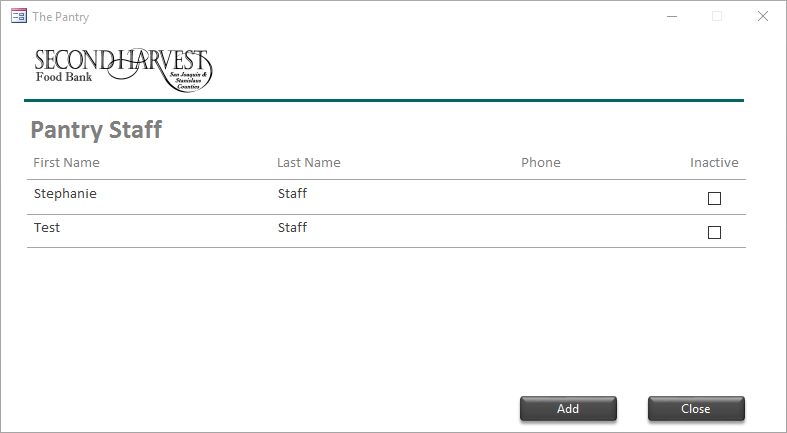 The Pantry
SECOND HARVEST
Food Bank
San Joaquin &
Stanislaus
Counties
Pantry Staff
First Name Last Name Phone Inactive
Stephanie Staff
Test Staff
Add Close